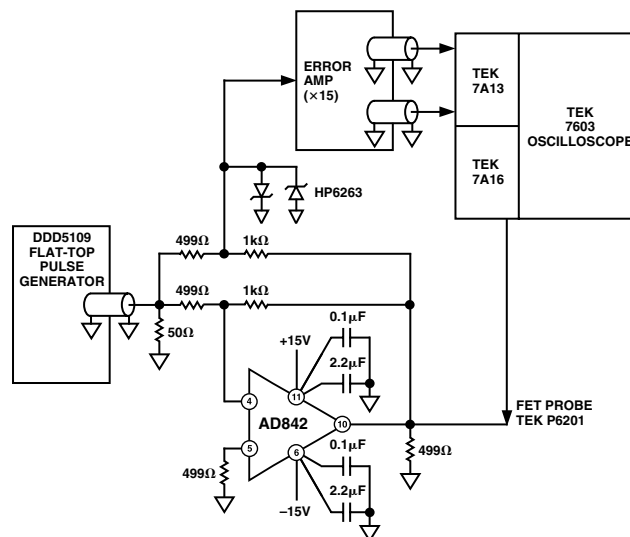 ERROR
AMP
(×15)
TEK
7A13
TEK
7603
OSCILLOSCOPE
TEK
7A16
HP6263
DDD5109
FLAT-TOP
PULSE
GENERATOR
499Ω
1kΩ
499Ω
1kΩ
50Ω
+15V
0.1µF
2.2µF
4
11
AD842
10
5
6
FET PROBE
TEK P6201
499Ω
0.1µF
499Ω
2.2µF
–15V